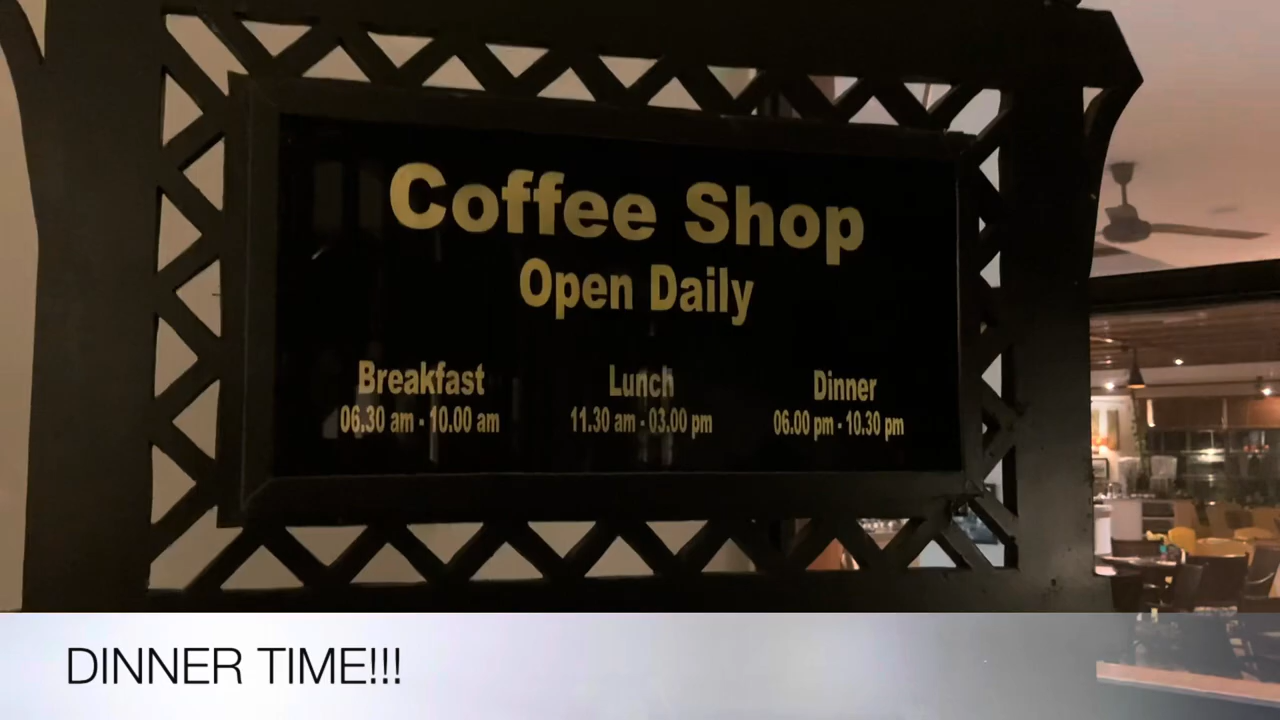 Coffee Shop
Open Daily
Breakfast
06.30 am - 10.00 am
Lunch
11.30 am - 03.00 pm
Dinner
06.00 pm - 10.30 pm
DINNER TIME!!!